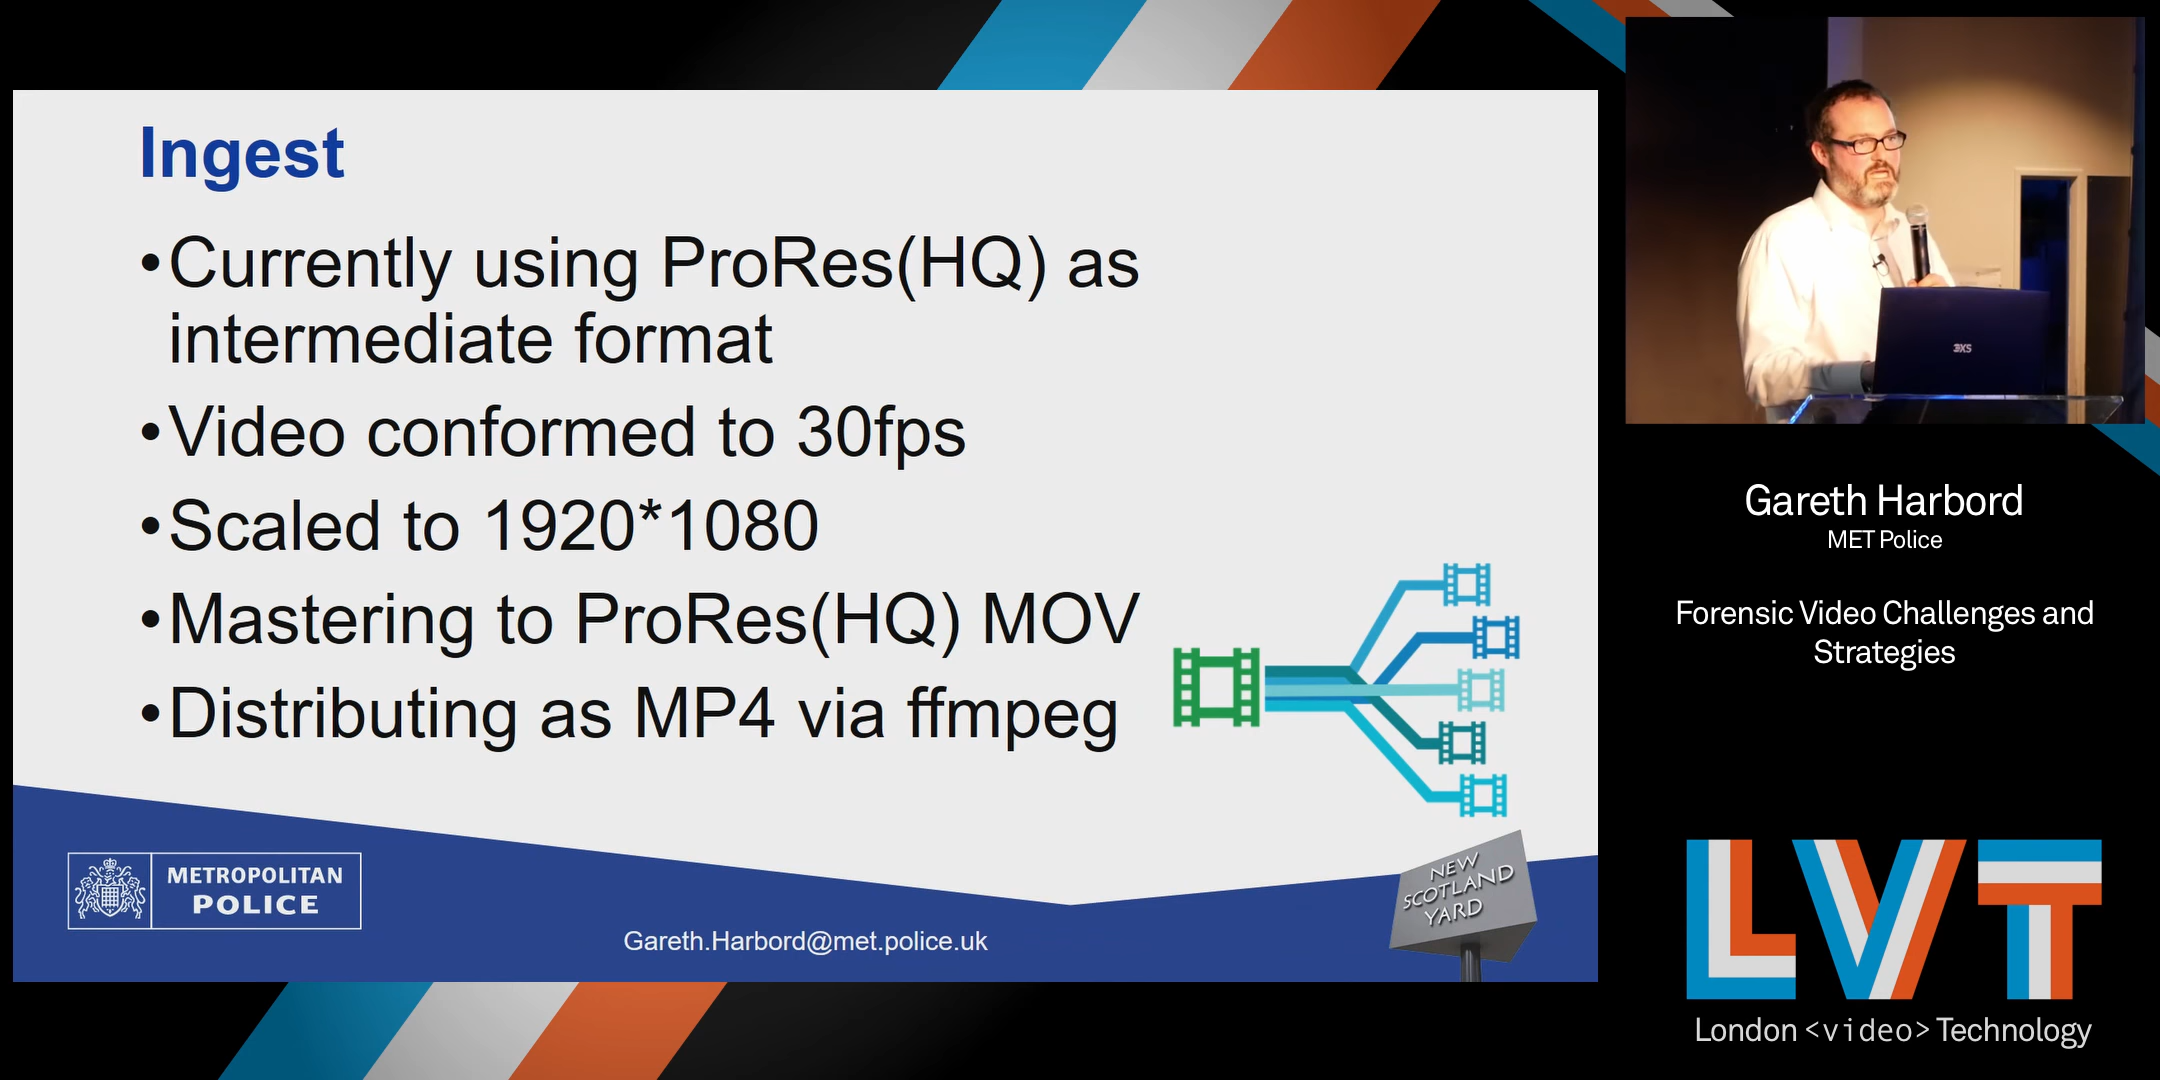 Ingest
•Currently using ProRes(HQ) as
intermediate format
•Video conformed to 30fps
•Scaled to 1920*1080
•Mastering to ProRes(HQ) MOV
•Distributing as MP4 via ffmpeg
METROPOLITAN
POLICE
Gareth.Harbord@met.police.uk
NEW
SCOTLAND
YARD
3XS
Gareth Harbord
MET Police
Forensic Video Challenges and
Strategies
LVT
London <video> Technology